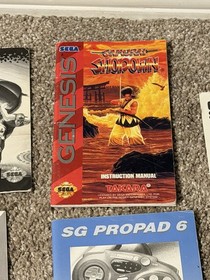 SEGA
GENESIS
SAMURAI
SHODOWN
INSTRUCTION MANUAL
TAKARA
SEGA
SG PROPAD 6